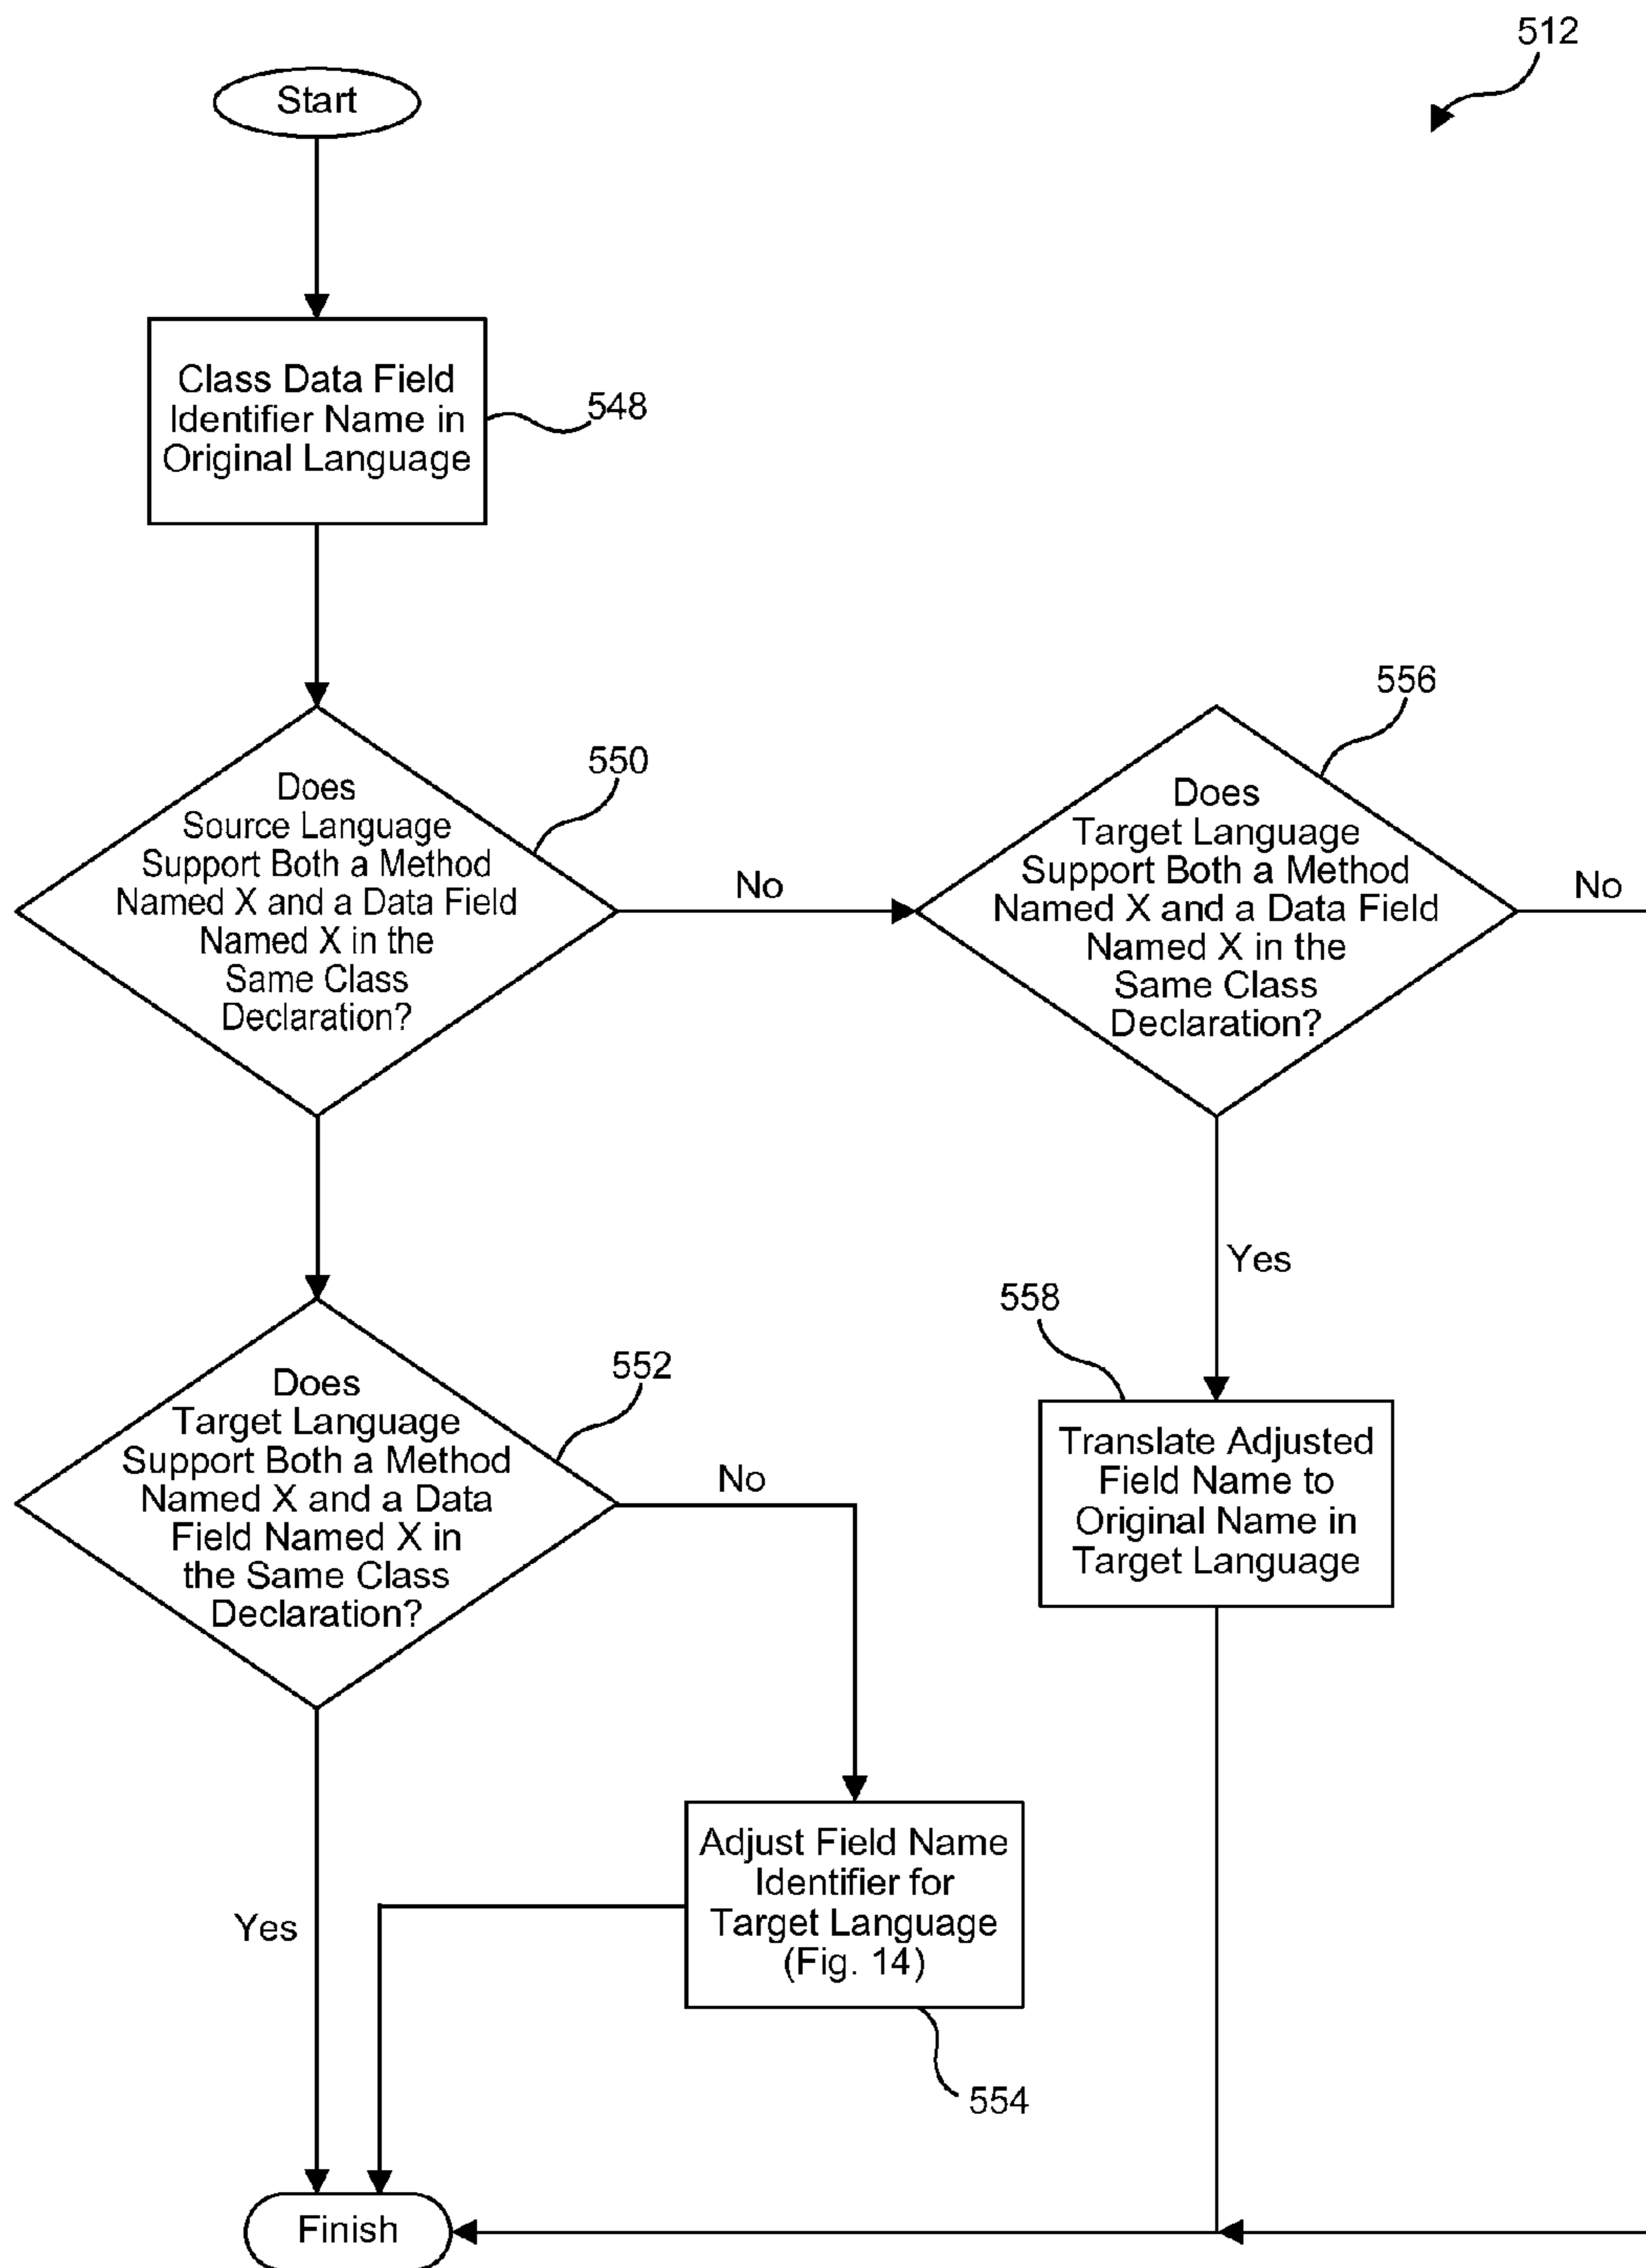 512
Start
Class Data Field
Identifier Name in
Original Language
548
Does
Source Language
Support Both a Method
Named X and a Data Field
Named X in the
Same Class
Declaration?
550
No
Does
Target Language
Support Both a Method
Named X and a Data Field
Named X in the
Same Class
Declaration?
556
No
Yes
Does
Target Language
Support Both a Method
Named X and a Data
Field Named X in
the Same Class
Declaration?
552
No
558
Translate Adjusted
Field Name to
Original Name in
Target Language
Yes
Adjust Field Name
Identifier for
Target Language
(Fig. 14)
554
Finish